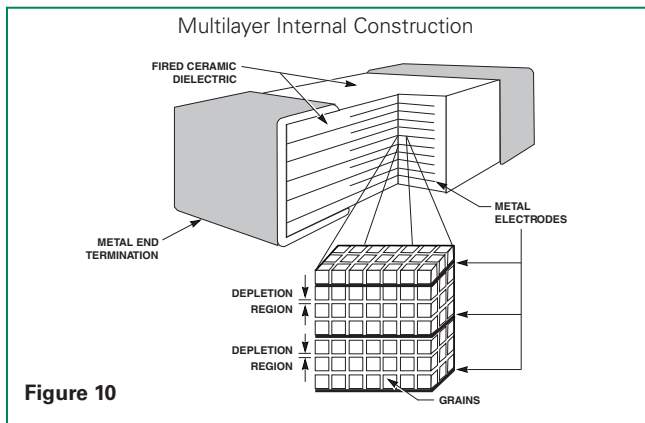 Multilayer Internal Construction
FIRED CERAMIC
DIELECTRIC
METAL
ELECTRODES
METAL END
TERMINATION
DEPLETION
REGION
DEPLETION
REGION
GRAINS
Figure 10